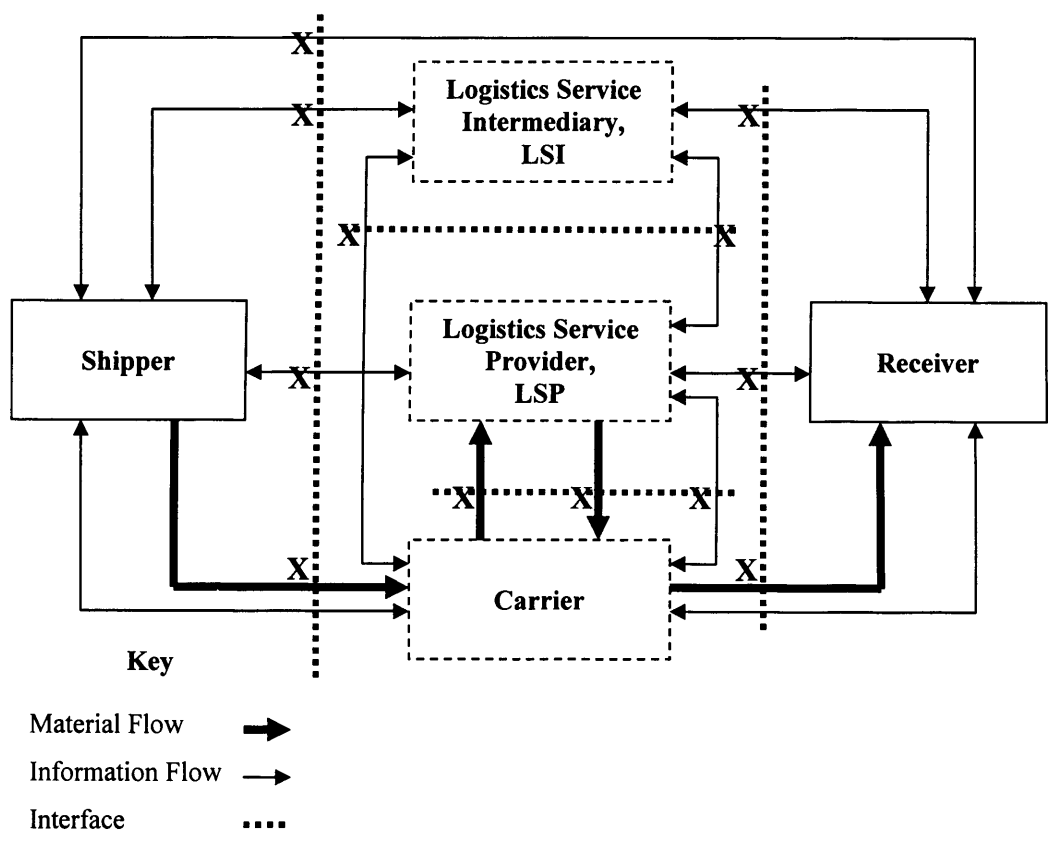 X
Logistics Service
Intermediary,
LSI
X
X
X
X
Logistics Service
Provider,
LSP
Shipper
Receiver
X
X
X
X
X
Carrier
X
X
Key
Material Flow
Information Flow
Interface